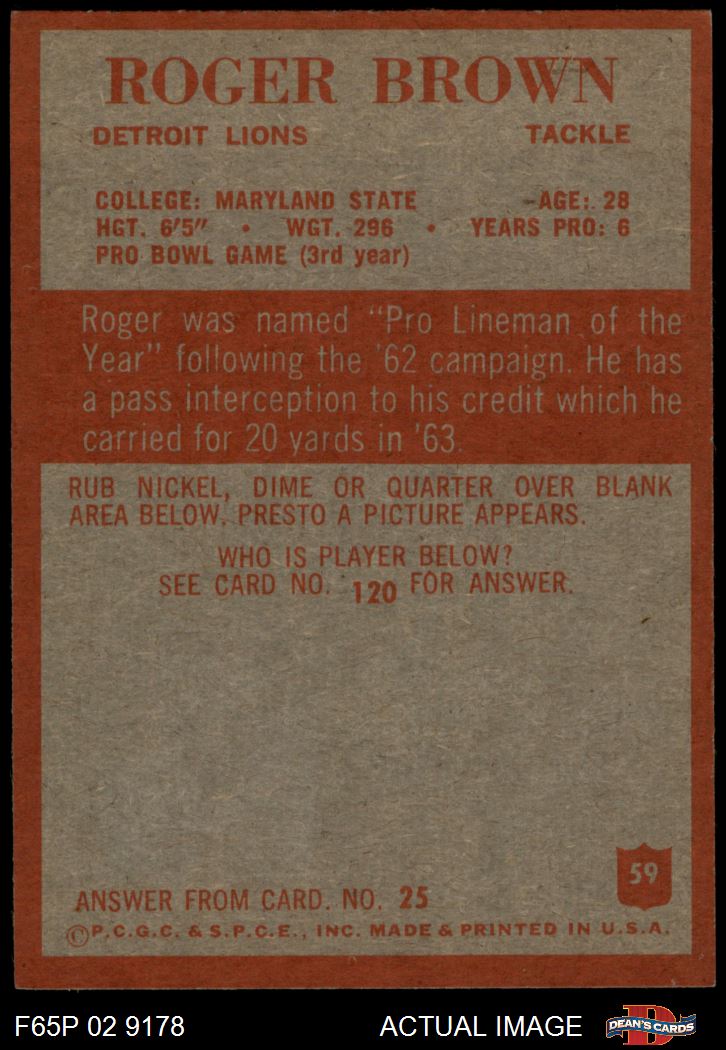 ROGER BROWN
DETROIT LIONS TACKLE
COLLEGE: MARYLAND STATE AGE: 28
HGT. 6'5" • WGT. 296 • YEARS PRO: 6
PRO BOWL GAME (3rd year)
Roger was named "Pro Lineman of the
Year" following the '62 campaign. He has
a pass interception to his credit which he
carried for 20 yards in '63.
RUB NICKEL, DIME OR QUARTER OVER BLANK
AREA BELOW. PRESTO A PICTURE APPEARS.
WHO IS PLAYER BELOW?
SEE CARD NO. 120 FOR ANSWER.
59
ANSWER FROM CARD. NO. 25
©P.C.G.C. & S.P.C.E., INC. MADE & PRINTED IN U.S.A.
F65P 02 9178 ACTUAL IMAGE
DEAN'S CARDS